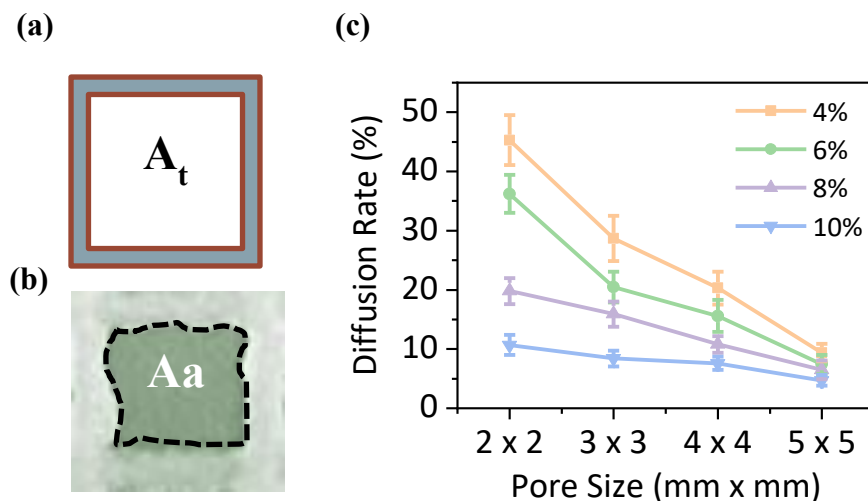 (a)
At
(b)
Aa
(c)
Diffusion Rate (%)
50
40
30
20
10
0
4%
6%
8%
10%
2 x 2
3 x 3
4 x 4
5 x 5
Pore Size (mm x mm)